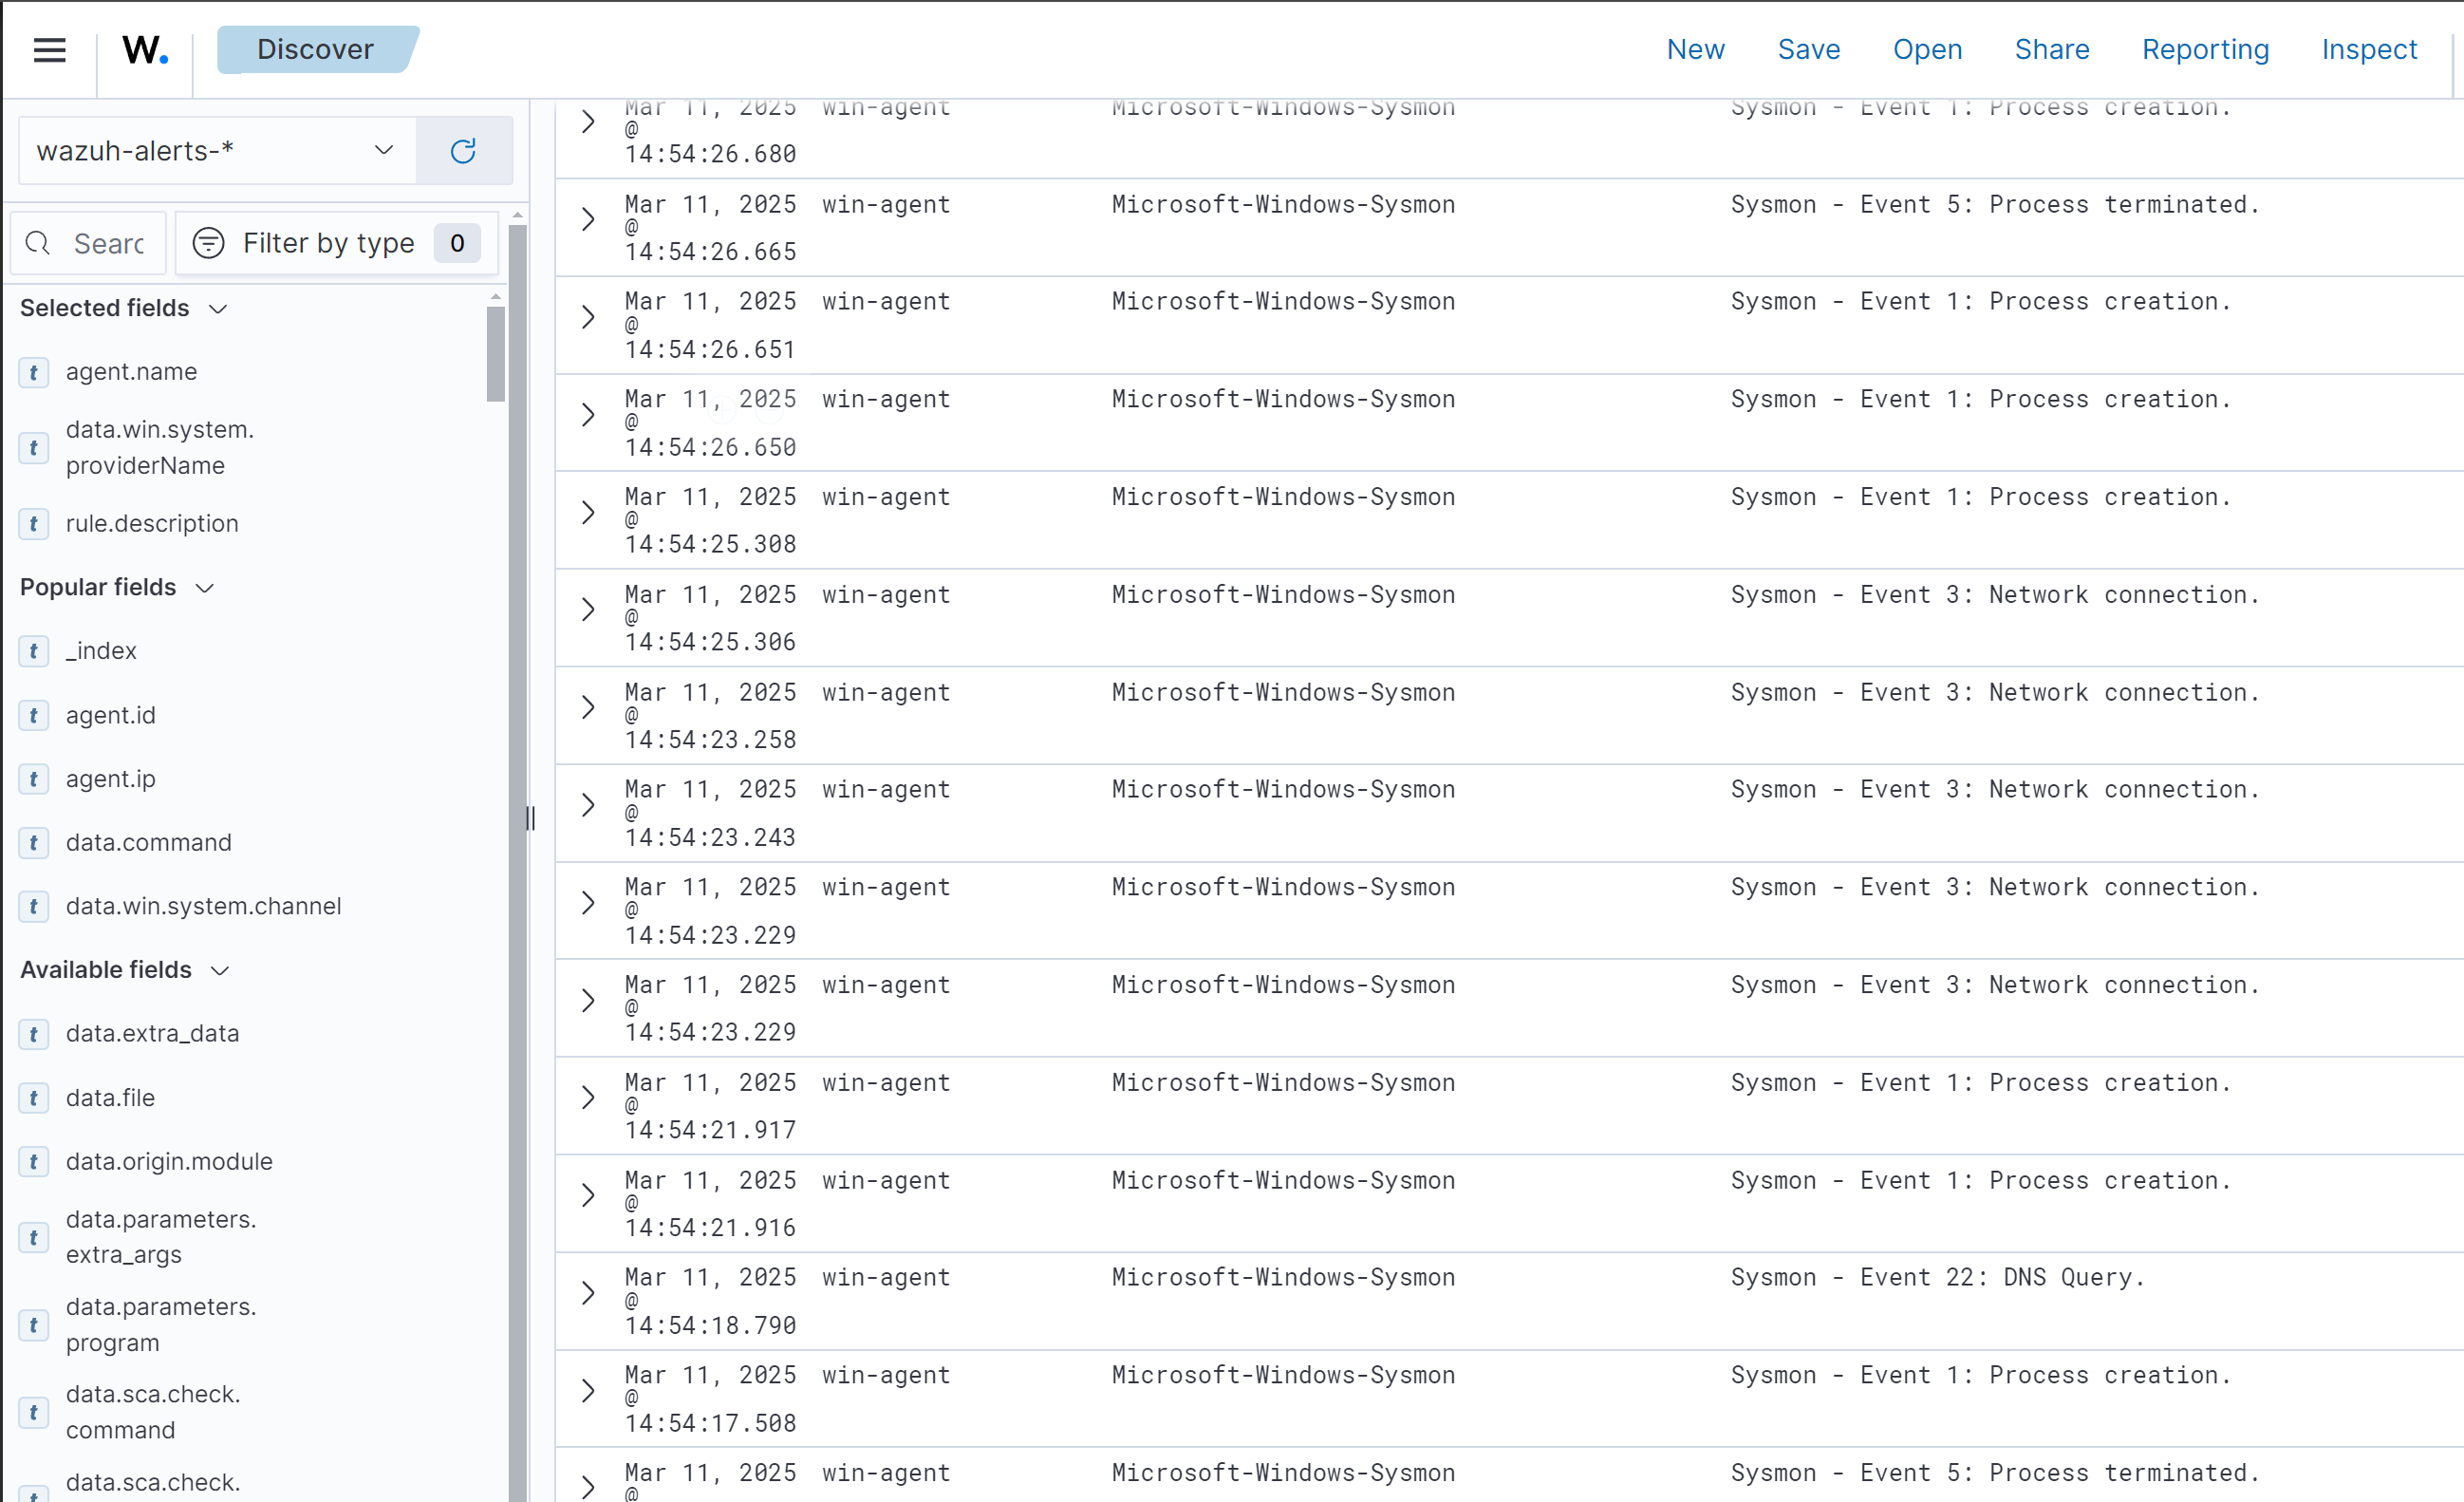 W. Discover New Save Open Share Reporting Inspect
wazuh-alerts-*
Searc Filter by type 0
Selected fields
t agent.name
t data.win.system.
providerName
t rule.description
Popular fields
t _index
t agent.id
t agent.ip
t data.command
t data.win.system.channel
Available fields
t data.extra_data
t data.file
t data.origin.module
t data.parameters.
extra_args
t data.parameters.
program
t data.sca.check.
command
t data.sca.check.
Mar 11, 2025 win-agent Microsoft-Windows-Sysmon Sysmon - Event 1: Process creation.
@
14:54:26.680
Mar 11, 2025 win-agent Microsoft-Windows-Sysmon Sysmon - Event 5: Process terminated.
@
14:54:26.665
Mar 11, 2025 win-agent Microsoft-Windows-Sysmon Sysmon - Event 1: Process creation.
@
14:54:26.651
Mar 11, 2025 win-agent Microsoft-Windows-Sysmon Sysmon - Event 1: Process creation.
@
14:54:26.650
Mar 11, 2025 win-agent Microsoft-Windows-Sysmon Sysmon - Event 1: Process creation.
@
14:54:25.308
Mar 11, 2025 win-agent Microsoft-Windows-Sysmon Sysmon - Event 3: Network connection.
@
14:54:25.306
Mar 11, 2025 win-agent Microsoft-Windows-Sysmon Sysmon - Event 3: Network connection.
@
14:54:23.258
Mar 11, 2025 win-agent Microsoft-Windows-Sysmon Sysmon - Event 3: Network connection.
@
14:54:23.243
Mar 11, 2025 win-agent Microsoft-Windows-Sysmon Sysmon - Event 3: Network connection.
@
14:54:23.229
Mar 11, 2025 win-agent Microsoft-Windows-Sysmon Sysmon - Event 3: Network connection.
@
14:54:23.229
Mar 11, 2025 win-agent Microsoft-Windows-Sysmon Sysmon - Event 1: Process creation.
@
14:54:21.917
Mar 11, 2025 win-agent Microsoft-Windows-Sysmon Sysmon - Event 1: Process creation.
@
14:54:21.916
Mar 11, 2025 win-agent Microsoft-Windows-Sysmon Sysmon - Event 22: DNS Query.
@
14:54:18.790
Mar 11, 2025 win-agent Microsoft-Windows-Sysmon Sysmon - Event 1: Process creation.
@
14:54:17.508
Mar 11, 2025 win-agent Microsoft-Windows-Sysmon Sysmon - Event 5: Process terminated.
@